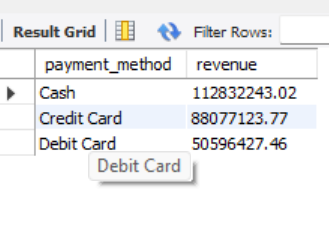 Result Grid Filter Rows:
payment_method revenue
Cash 112832243.02
Credit Card 88077123.77
Debit Card 50596427.46
Debit Card